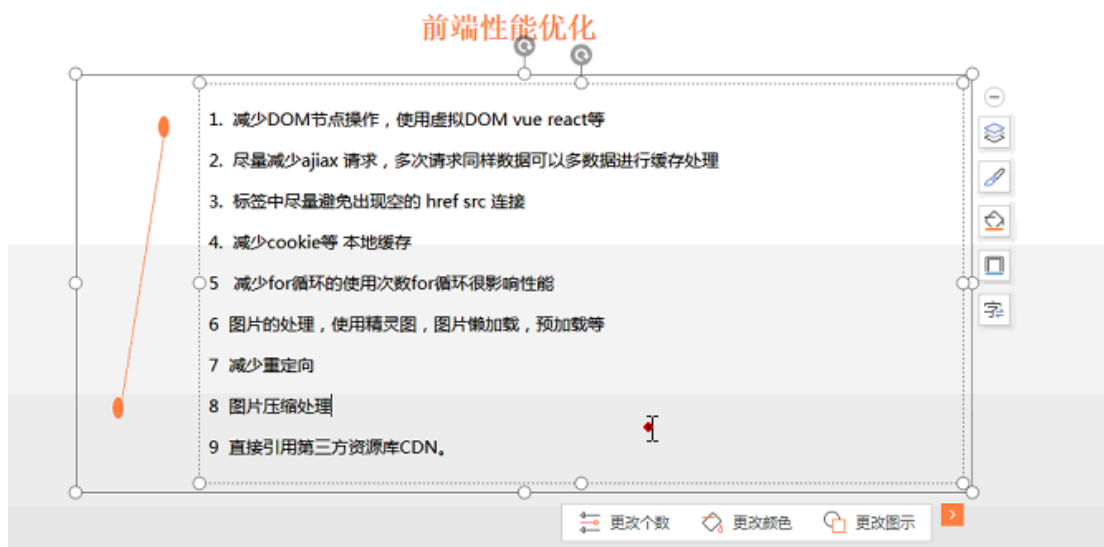 前端性能优化
1. 减少DOM节点操作，使用虚拟DOM vue react等
2. 尽量减少ajiax 请求，多次请求同样数据可以多数据进行缓存处理
3. 标签中尽量避免出现空的 href src 连接
4. 减少cookie等 本地缓存
5 减少for循环的使用次数for循环很影响性能
6 图片的处理，使用精灵图，图片懒加载，预加载等
7 减少重定向
8 图片压缩处理
9 直接引用第三方资源库CDN。
字
更改个数 更改颜色 更改图示